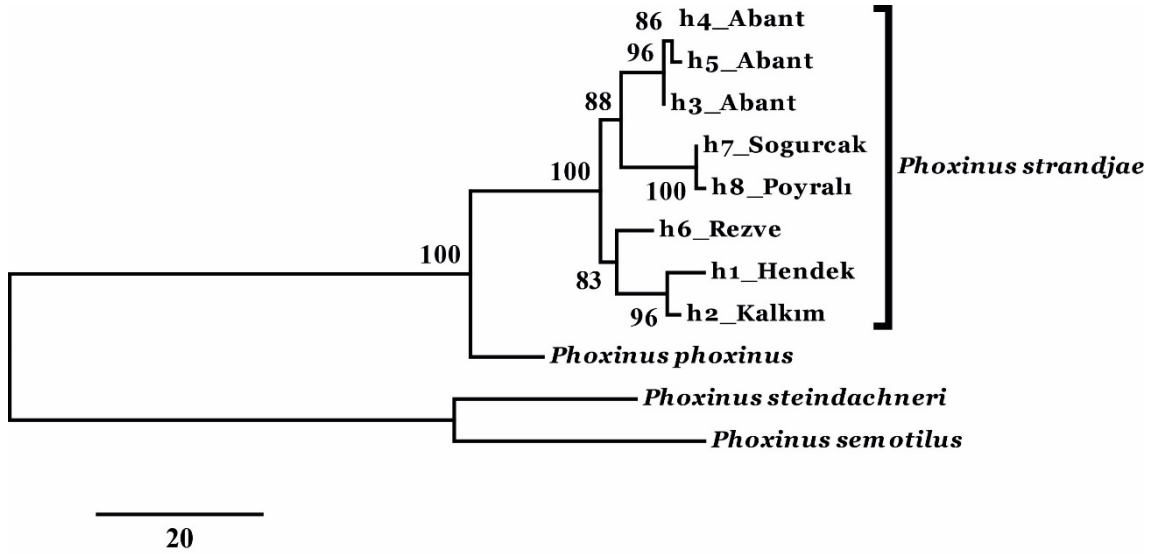 86 h4_Abant
96 h5_Abant
88 h3_Abant
h7_Sogurcak
100 Phoxinus strandjae
100 h8_Poyralı
h6_Rezve
100 h1_Hendek
83
96 h2_Kalkım
Phoxinus phoxinus
Phoxinus steindachneri
Phoxinus semotilus
20